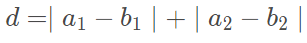 d =| a₁ − b₁ | + | a₂ − b₂ |